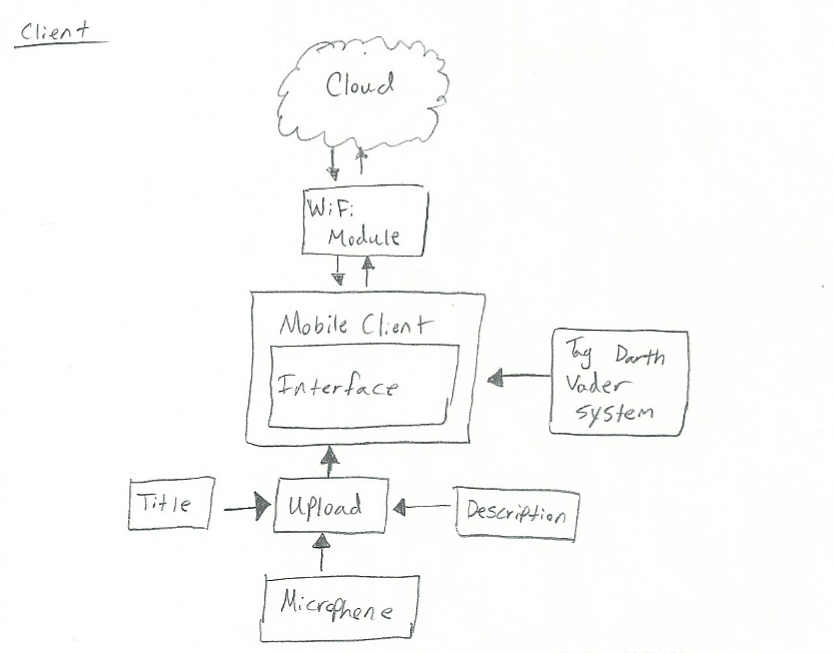 Client
Cloud
WiFi
Module
Mobile Client
Interface
Tag Darth
Vader
System
Title
Upload
Description
Microphone